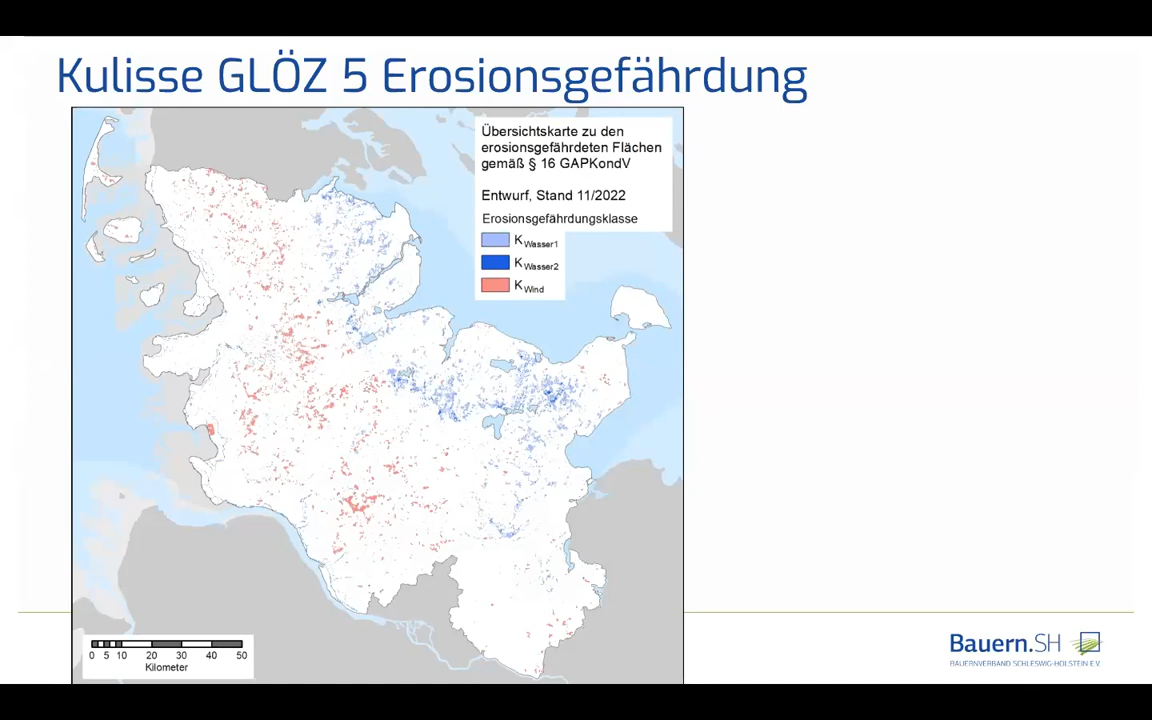 Kulisse GLÖZ 5 Erosionsgefährdung
Übersichtskarte zu den
erosionsgefährdeten Flächen
gemäß § 16 GAPKondV
Entwurf, Stand 11/2022
Erosionsgefährdungsklasse
KWasser1
KWasser2
KWind
0 5 10 20 30 40 50
Kilometer
Bauern.SH
BAUERNVERBAND SCHLESWIG-HOLSTEIN E.V.